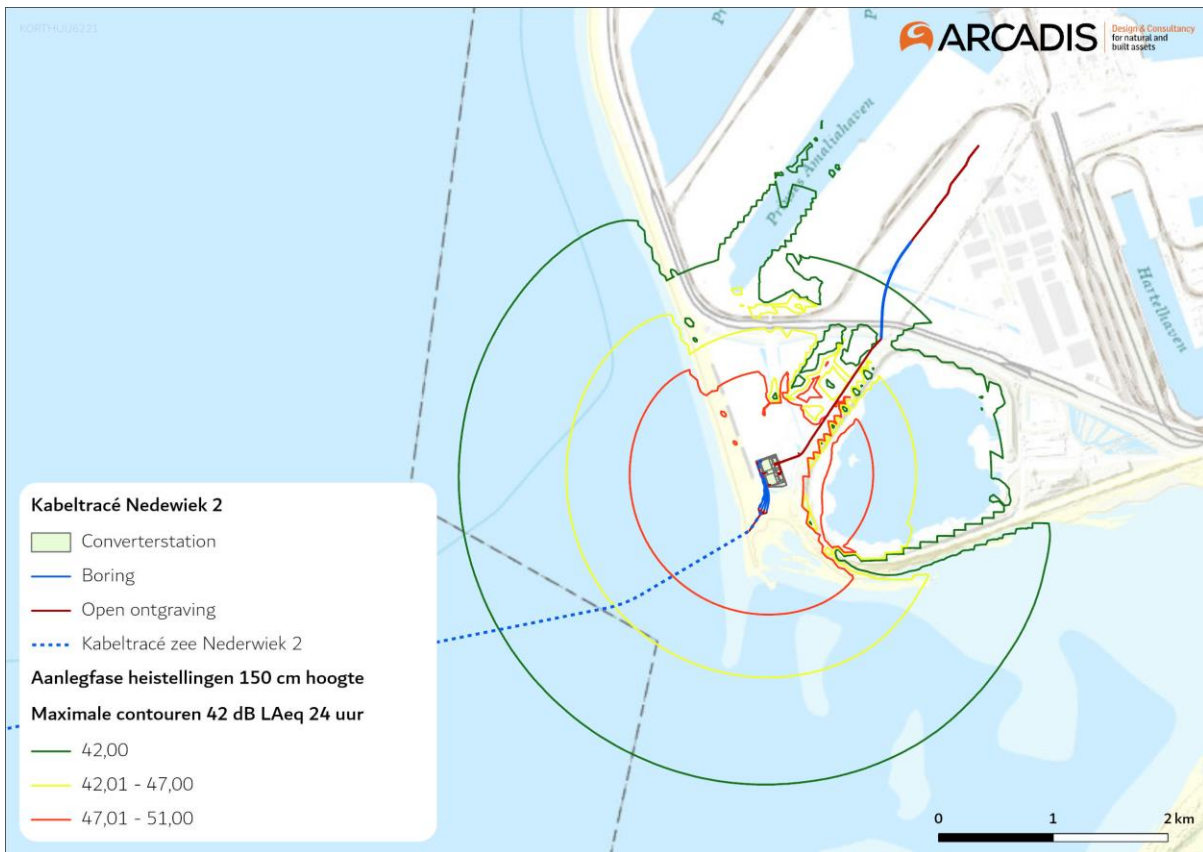 KORTHUU6221
ARCADIS
Design & Consultancy
for natural and
built assets
Prinses Amaliahaven
Hartelhaven
Kabeltracé Nedewiek 2
Converterstation
Boring
Open ontgraving
Kabeltracé zee Nederwiek 2
Aanlegfase heistellingen 150 cm hoogte
Maximale contouren 42 dB LAeq 24 uur
42,00
42,01 - 47,00
47,01 - 51,00
0 1 2 km